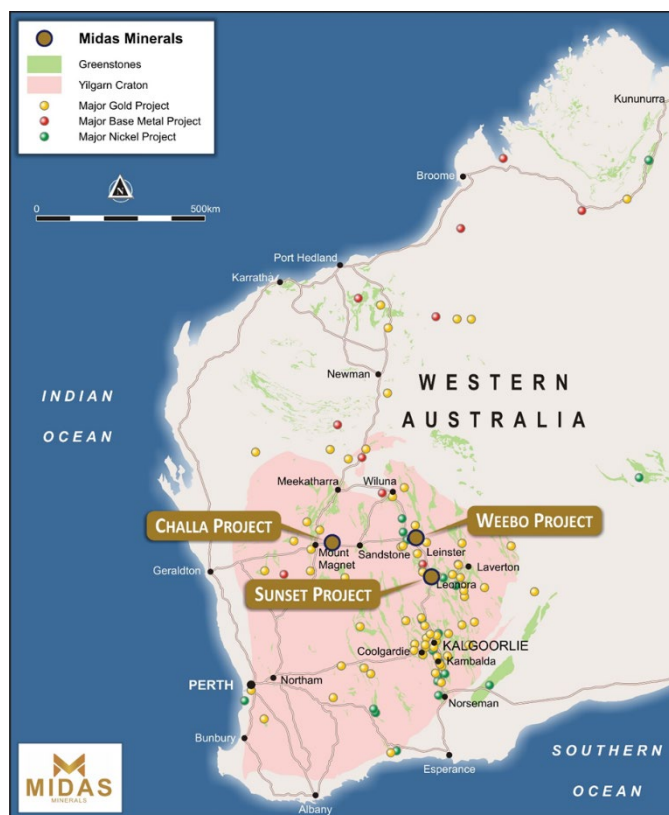 Midas Minerals
Greenstones
Yilgarn Craton
Major Gold Project
Major Base Metal Project
Major Nickel Project
N
0
500km
Kununurra
Broome
Port Hedland
Karratha
Newman
WESTERN
AUSTRALIA
INDIAN
OCEAN
Meekatharra
Wiluna
CHALLA PROJECT
WEEBO PROJECT
Mount
Magnet
Sandstone
Leinster
Geraldton
Laverton
SUNSET PROJECT
Leonora
KALGOORLIE
Coolgardie
Kambalda
PERTH
Northam
Norseman
Bunbury
Esperance
SOUTHERN
OCEAN
Albany
MIDAS
MINERALS